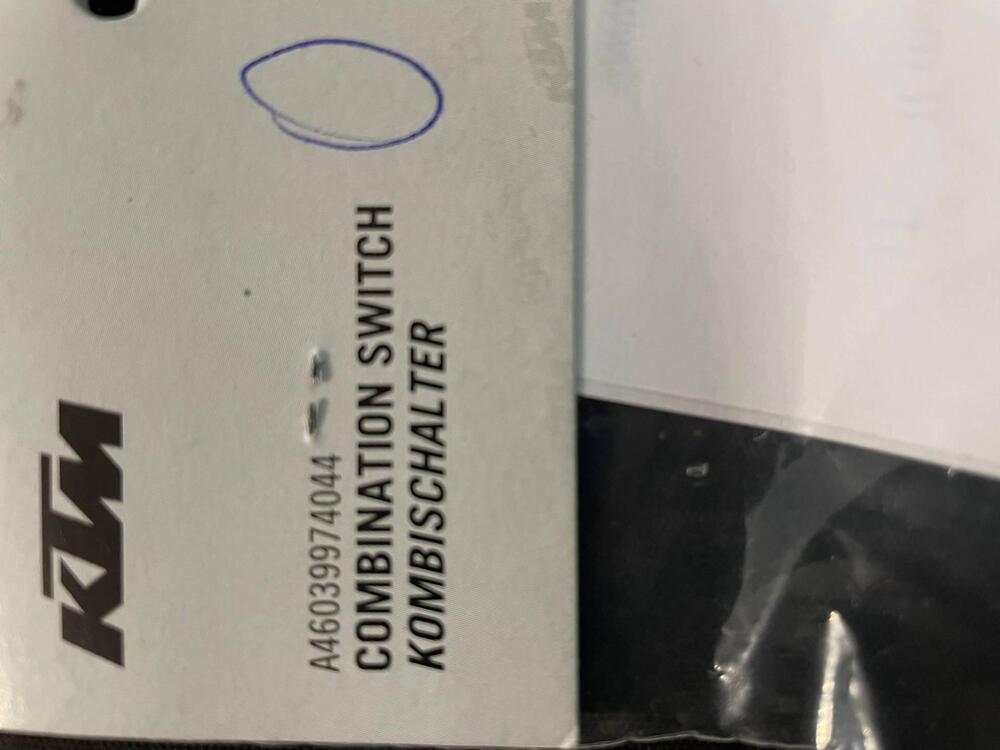 KTM
A46039974044
COMBINATION SWITCH
KOMBISCHALTER